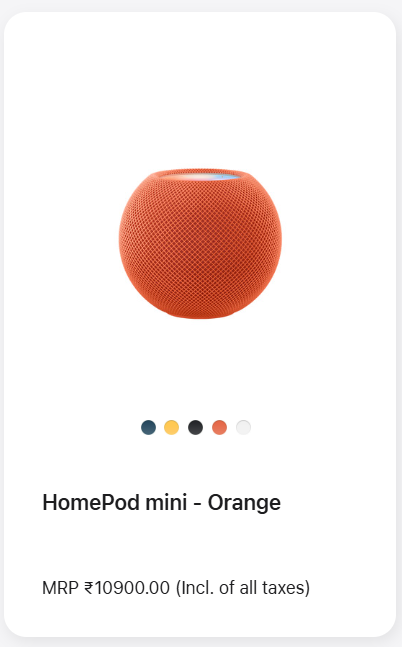 HomePod mini - Orange
MRP ₹10900.00 (Incl. of all taxes)